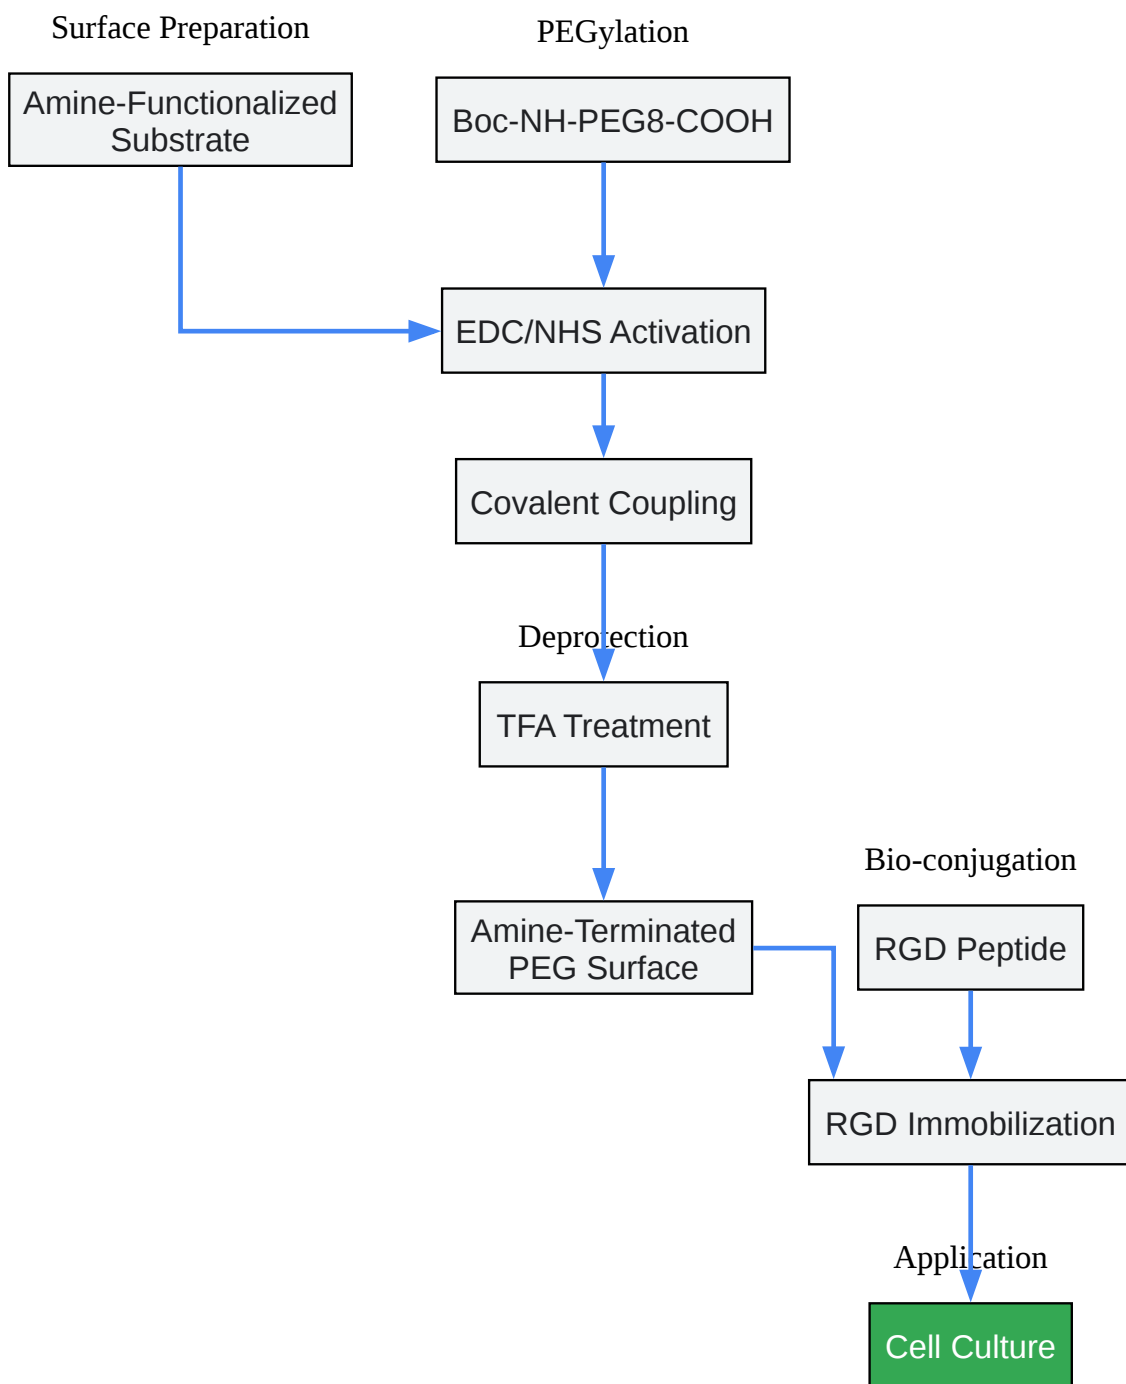 Surface Preparation
PEGylation
Amine-Functionalized
Substrate
Boc-NH-PEG8-COOH
EDC/NHS Activation
Covalent Coupling
Deprotection
TFA Treatment
Amine-Terminated
PEG Surface
Bio-conjugation
RGD Peptide
RGD Immobilization
Application
Cell Culture